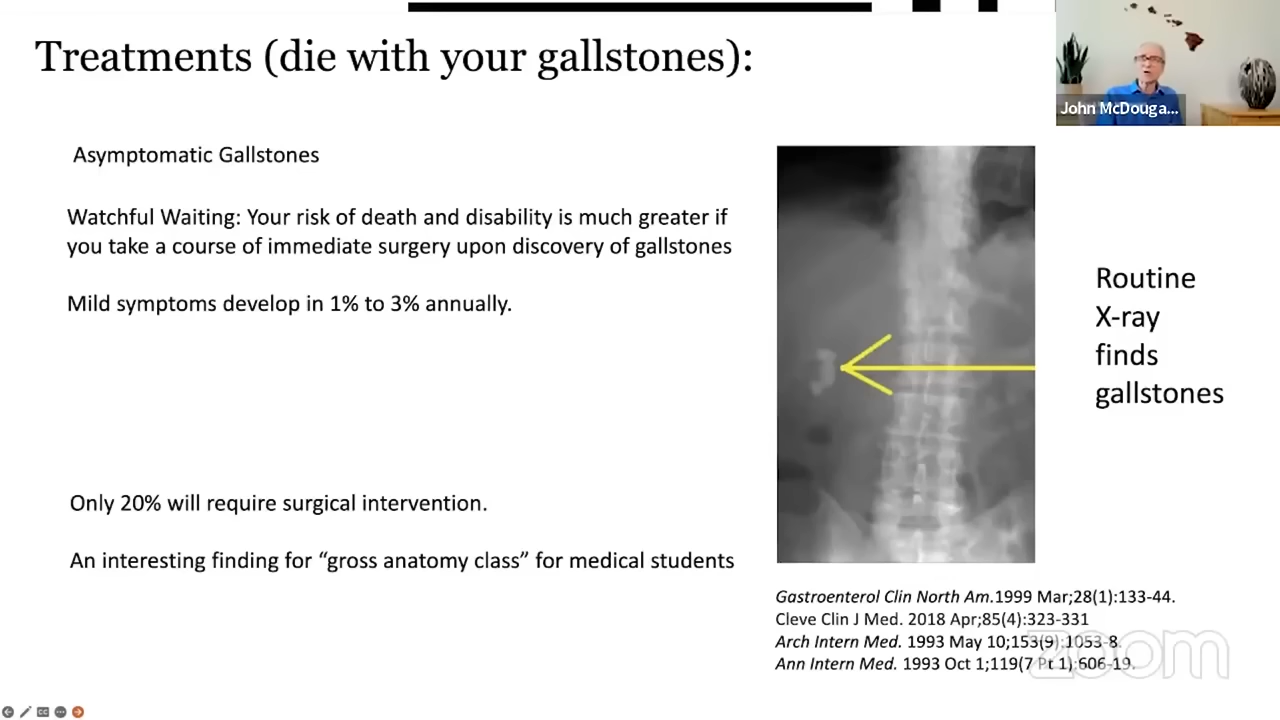 Treatments (die with your gallstones):
John McDouga...
Asymptomatic Gallstones
Watchful Waiting: Your risk of death and disability is much greater if
you take a course of immediate surgery upon discovery of gallstones
Mild symptoms develop in 1% to 3% annually.
Only 20% will require surgical intervention.
An interesting finding for “gross anatomy class” for medical students
Routine
X-ray
finds
gallstones
Gastroenterol Clin North Am.1999 Mar;28(1):133-44.
Cleve Clin J Med. 2018 Apr;85(4):323-331
Arch Intern Med. 1993 May 10;153(9):1053-8.
Ann Intern Med. 1993 Oct 1;119(7 Pt 1):606-19.
zoom
CC